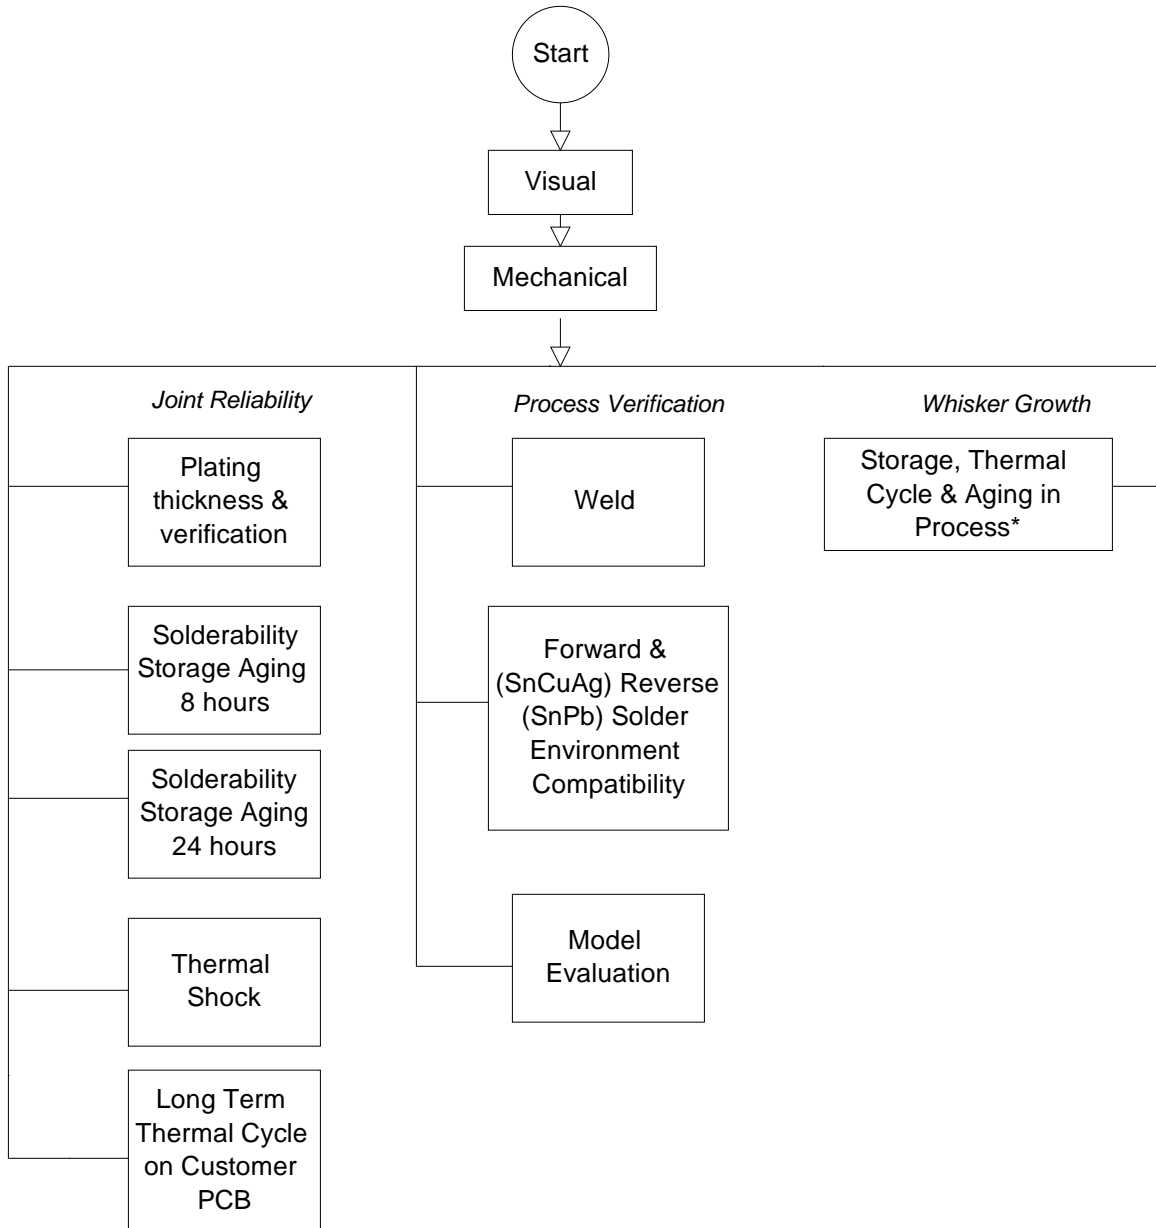 Start
Visual
Mechanical
Joint Reliability
Plating
thickness &
verification
Solderability
Storage Aging
8 hours
Solderability
Storage Aging
24 hours
Thermal
Shock
Long Term
Thermal Cycle
on Customer
PCB
Process Verification
Weld
Forward &
(SnCuAg) Reverse
(SnPb) Solder
Environment
Compatibility
Model
Evaluation
Whisker Growth
Storage, Thermal
Cycle & Aging in
Process*